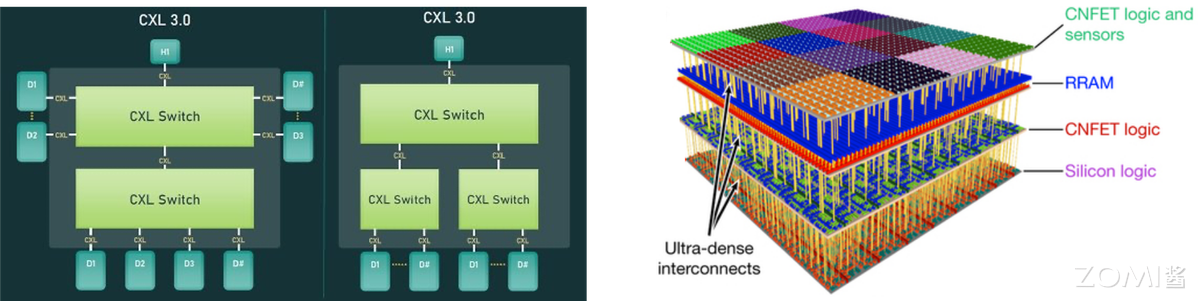 CXL 3.0
H1
CXL
D1
CXL
D2
CXL
CXL Switch
CXL
D#
CXL
D3
CXL
CXL Switch
CXL
CXL
CXL
CXL
D1
D2
D3
D#
CXL 3.0
H1
CXL
CXL Switch
CXL
CXL
CXL Switch
CXL Switch
CXL
CXL
CXL
CXL
D1
D#
D1
D#
CNFET logic and
sensors
RRAM
CNFET logic
Silicon logic
Ultra-dense
interconnects
ZOMI酱